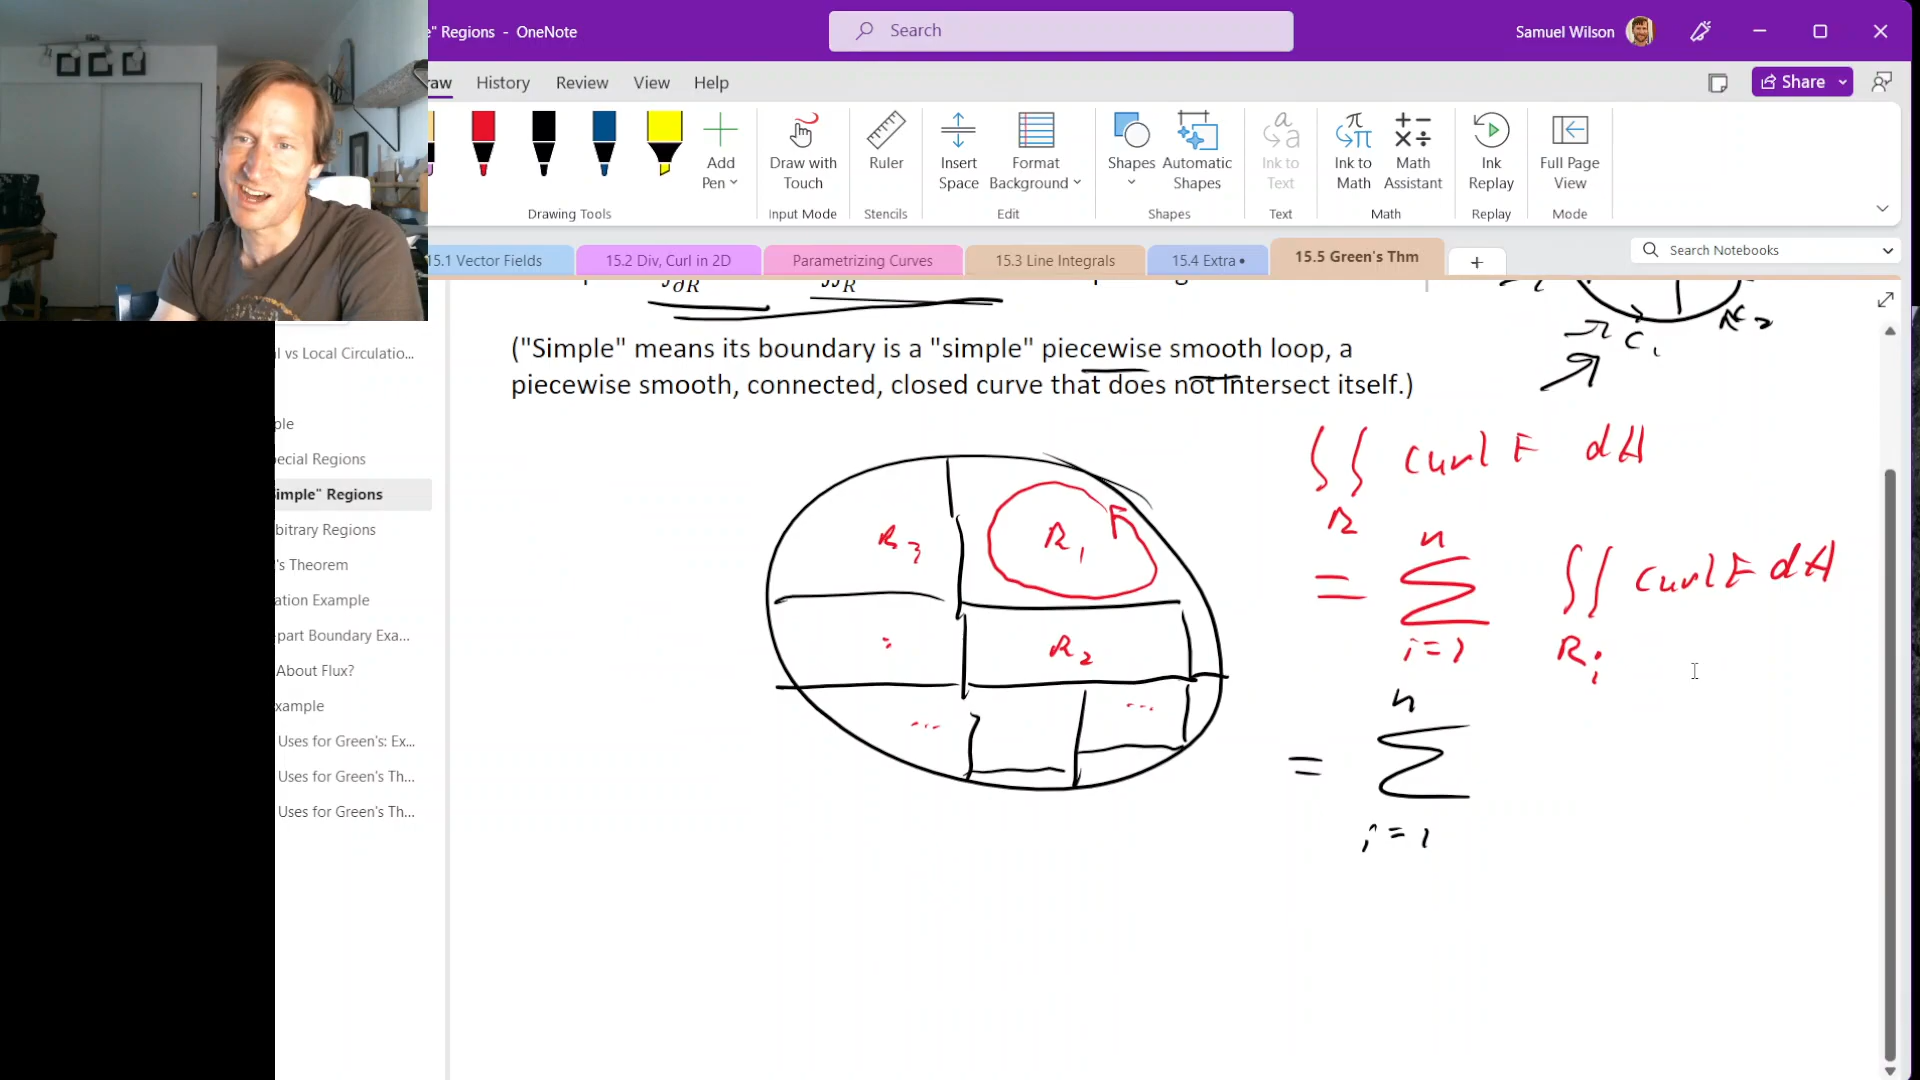 e" Regions - OneNote
Search
Samuel Wilson
aw History Review View Help
Share
Add Pen
Draw with Touch
Ruler
Insert Space
Format Background
Shapes
Automatic Shapes
Ink to Text
Ink to Math
Math Assistant
Ink Replay
Full Page View
Drawing Tools
Input Mode
Stencils
Edit
Shapes
Text
Math
Replay
Mode
15.1 Vector Fields
15.2 Div, Curl in 2D
Parametrizing Curves
15.3 Line Integrals
15.4 Extra •
15.5 Green's Thm
+
Search Notebooks
∂R
∬R
("Simple" means its boundary is a "simple" piecewise smooth loop, a
piecewise smooth, connected, closed curve that does not intersect itself.)
C1
l vs Local Circulatio...
ple
ecial Regions
Simple" Regions
bitrary Regions
's Theorem
ation Example
part Boundary Exa...
About Flux?
xample
Uses for Green's: Ex...
Uses for Green's Th...
Uses for Green's Th...
R3
R1
R2
:
...
...
∬R curl F dA
= n∑i=1 ∬Ri curl F dA
= n∑i=1